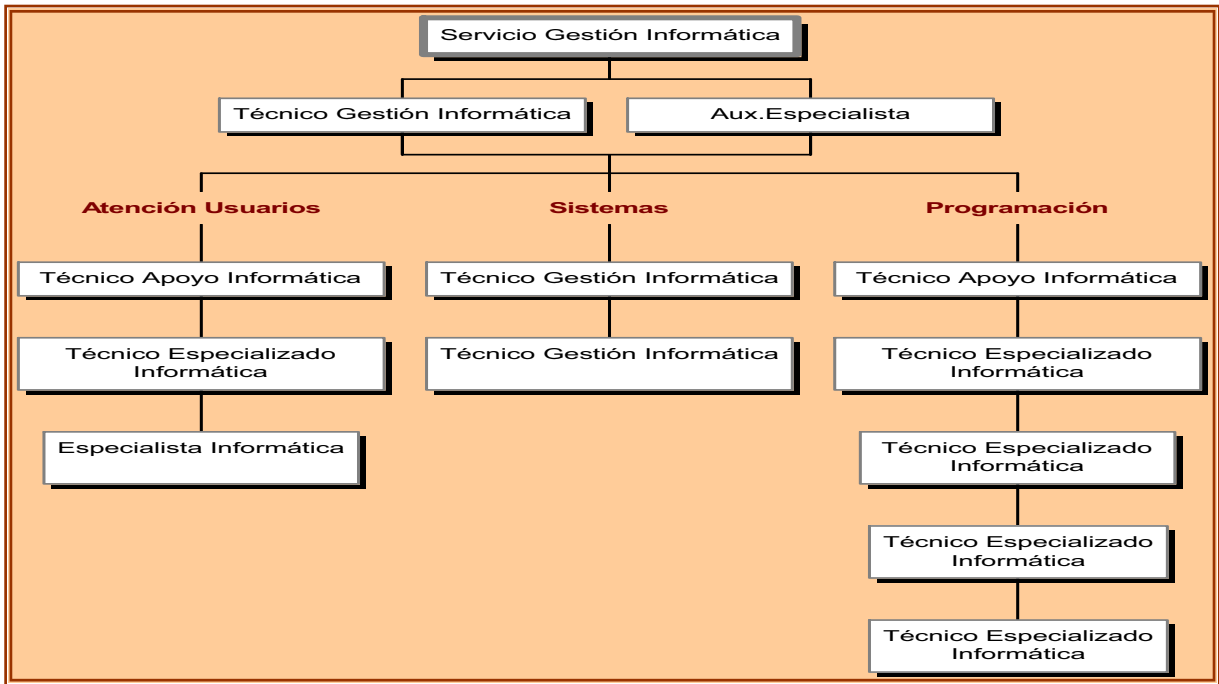 Servicio Gestión Informática
Técnico Gestión Informática
Aux.Especialista
Atención Usuarios
Sistemas
Programación
Técnico Apoyo Informática
Técnico Gestión Informática
Técnico Apoyo Informática
Técnico Especializado
Informática
Técnico Gestión Informática
Técnico Especializado
Informática
Especialista Informática
Técnico Especializado
Informática
Técnico Especializado
Informática
Técnico Especializado
Informática